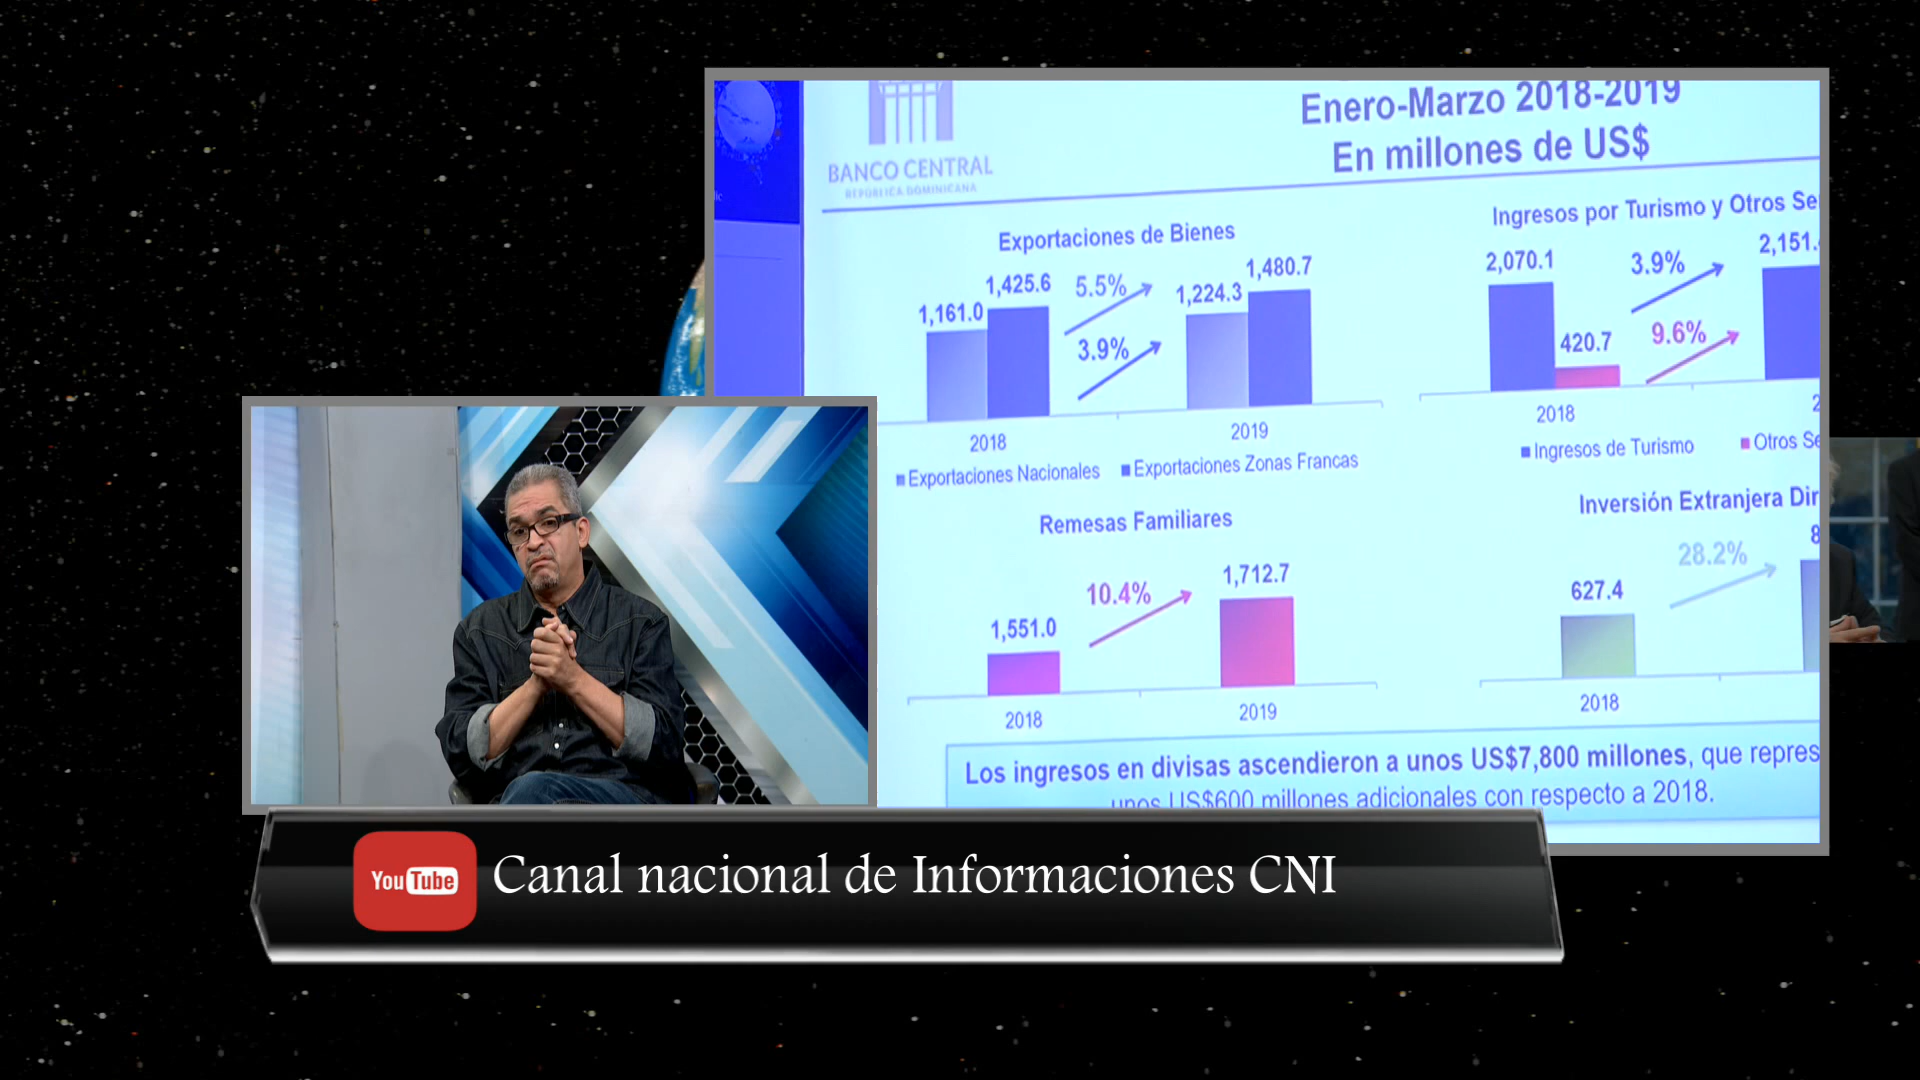 Enero-Marzo 2018-2019
En millones de US$
BANCO CENTRAL
REPÚBLICA DOMINICANA
Exportaciones de Bienes
1,161.0
1,425.6
5.5%
3.9%
1,224.3
1,480.7
2018
2019
Exportaciones Nacionales
Exportaciones Zonas Francas
Ingresos por Turismo y Otros Se
2,070.1
420.7
3.9%
9.6%
2,151.
2018
2
Ingresos de Turismo
Otros Se
Remesas Familiares
1,551.0
10.4%
1,712.7
2018
2019
Inversión Extranjera Dir
627.4
28.2%
8
2018
Los ingresos en divisas ascendieron a unos US$7,800 millones, que repres
unos US$600 millones adicionales con respecto a 2018.
YouTube
Canal nacional de Informaciones CNI